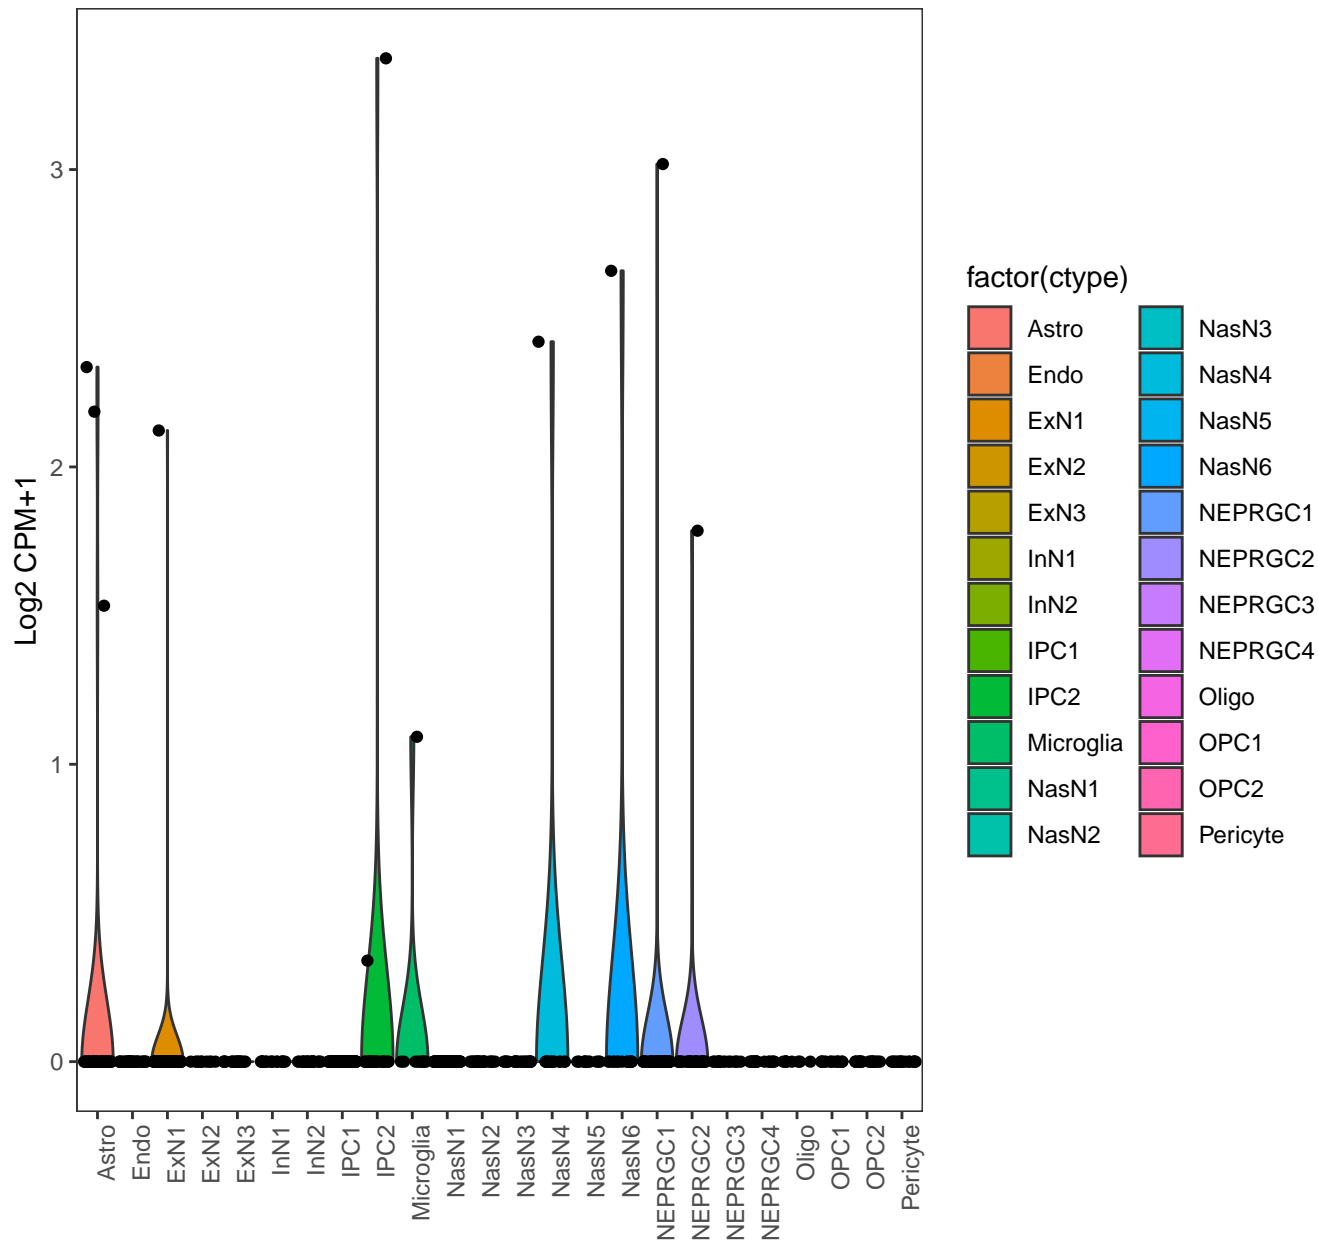 Log2 CPM+1
3
2
1
0
Astro
Endo
ExN1
ExN2
ExN3
InN1
InN2
IPC1
IPC2
Microglia
NasN1
NasN2
NasN3
NasN4
NasN5
NasN6
NEPRGC1
NEPRGC2
NEPRGC3
NEPRGC4
Oligo
OPC1
OPC2
Pericyte
factor(ctype)
Astro
Endo
ExN1
ExN2
ExN3
InN1
InN2
IPC1
IPC2
Microglia
NasN1
NasN2
NasN3
NasN4
NasN5
NasN6
NEPRGC1
NEPRGC2
NEPRGC3
NEPRGC4
Oligo
OPC1
OPC2
Pericyte